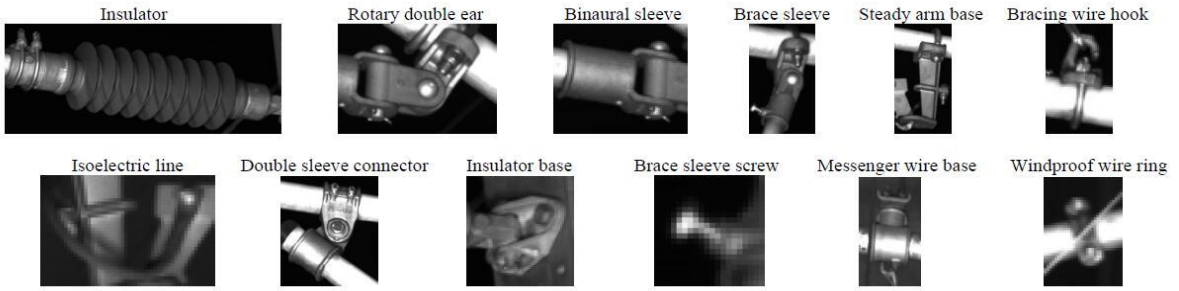 Insulator
Rotary double ear
Binaural sleeve
Brace sleeve
Steady arm base
Bracing wire hook
Isoelectric line
Double sleeve connector
Insulator base
Brace sleeve screw
Messenger wire base
Windproof wire ring